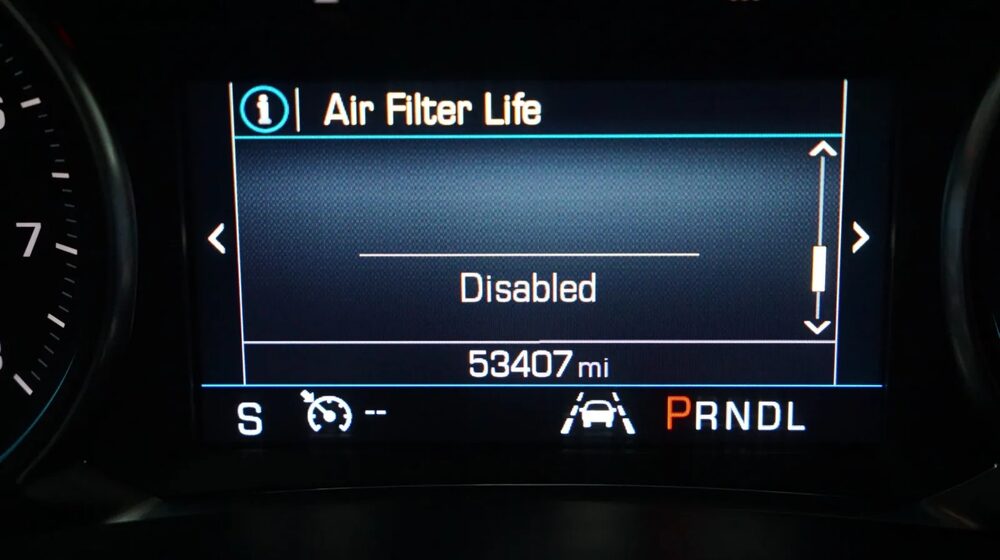 Air Filter Life
7
Disabled
53407 mi
S
--
PRNDL